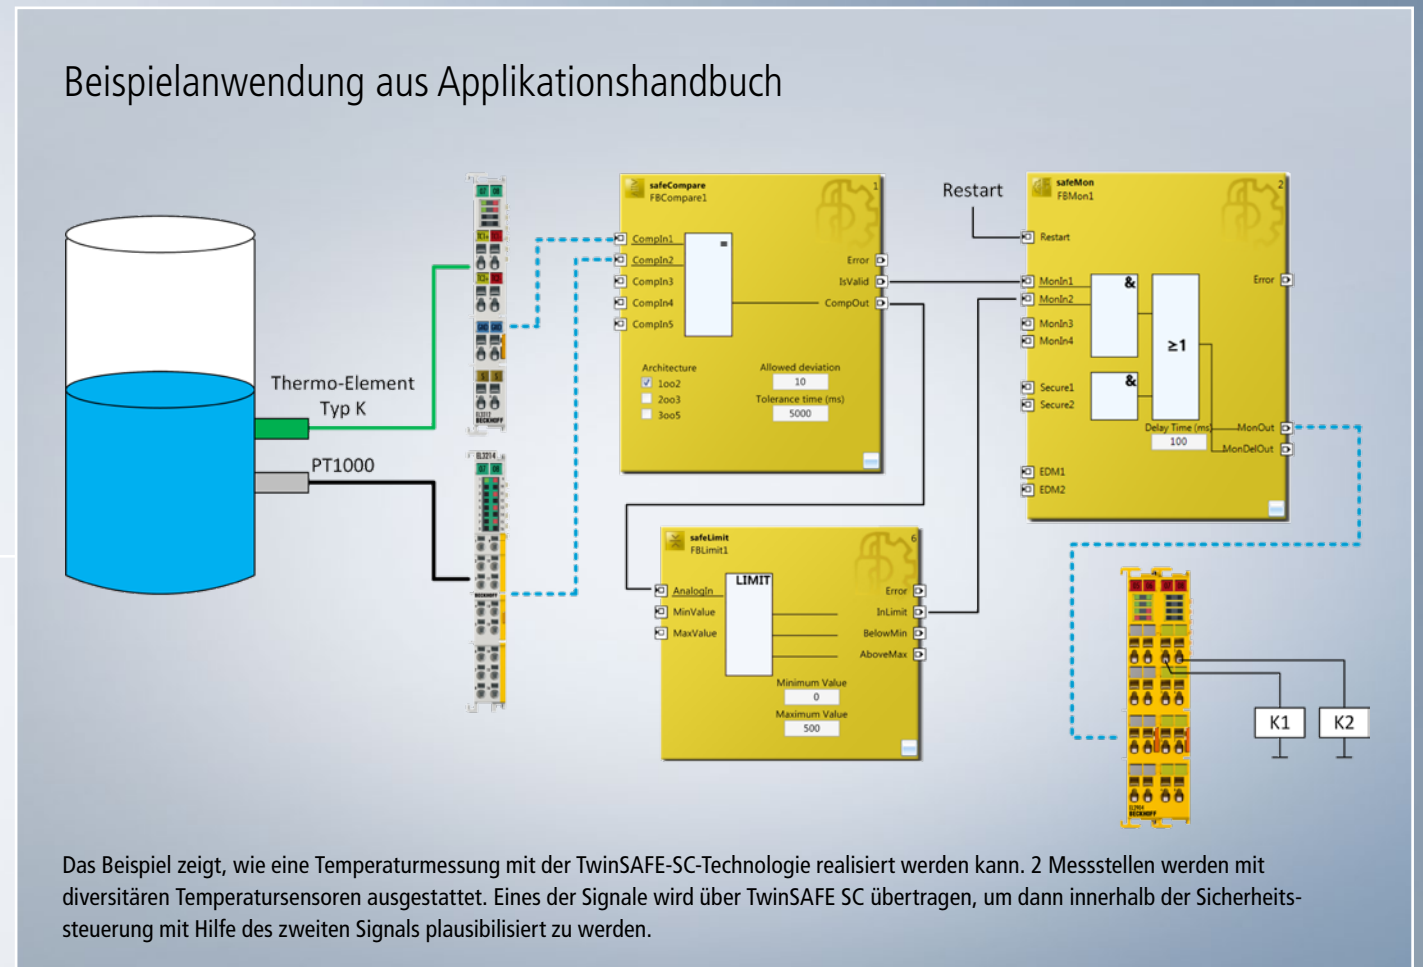 Beispielanwendung aus Applikationshandbuch
Thermo-Element
Typ K
PT1000
BECKHOFF
EL3214
BECKHOFF
safeCompare
FBCompare1
1
CompIn1
CompIn2
CompIn3
CompIn4
CompIn5
=
Error
IsValid
CompOut
Architecture
1oo2
2oo3
3oo5
Allowed deviation
10
Tolerance time (ms)
5000
safeLimit
FBLimit1
6
LIMIT
AnalogIn
MinValue
MaxValue
Error
InLimit
BelowMin
AboveMax
Minimum Value
0
Maximum Value
500
Restart
safeMon
FBMon1
2
Restart
MonIn1
MonIn2
MonIn3
MonIn4
Secure1
Secure2
EDM1
EDM2
&
&
≥1
Error
Delay Time (ms)
100
MonOut
MonDelOut
EL2904
BECKHOFF
K1
K2
Das Beispiel zeigt, wie eine Temperaturmessung mit der TwinSAFE-SC-Technologie realisiert werden kann. 2 Messstellen werden mit
diversitären Temperatursensoren ausgestattet. Eines der Signale wird über TwinSAFE SC übertragen, um dann innerhalb der Sicherheits-
steuerung mit Hilfe des zweiten Signals plausibilisiert zu werden.